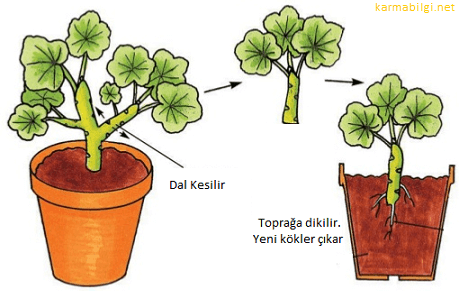 karmabilgi.net
Dal Kesilir
Toprağa dikilir.
Yeni kökler çıkar